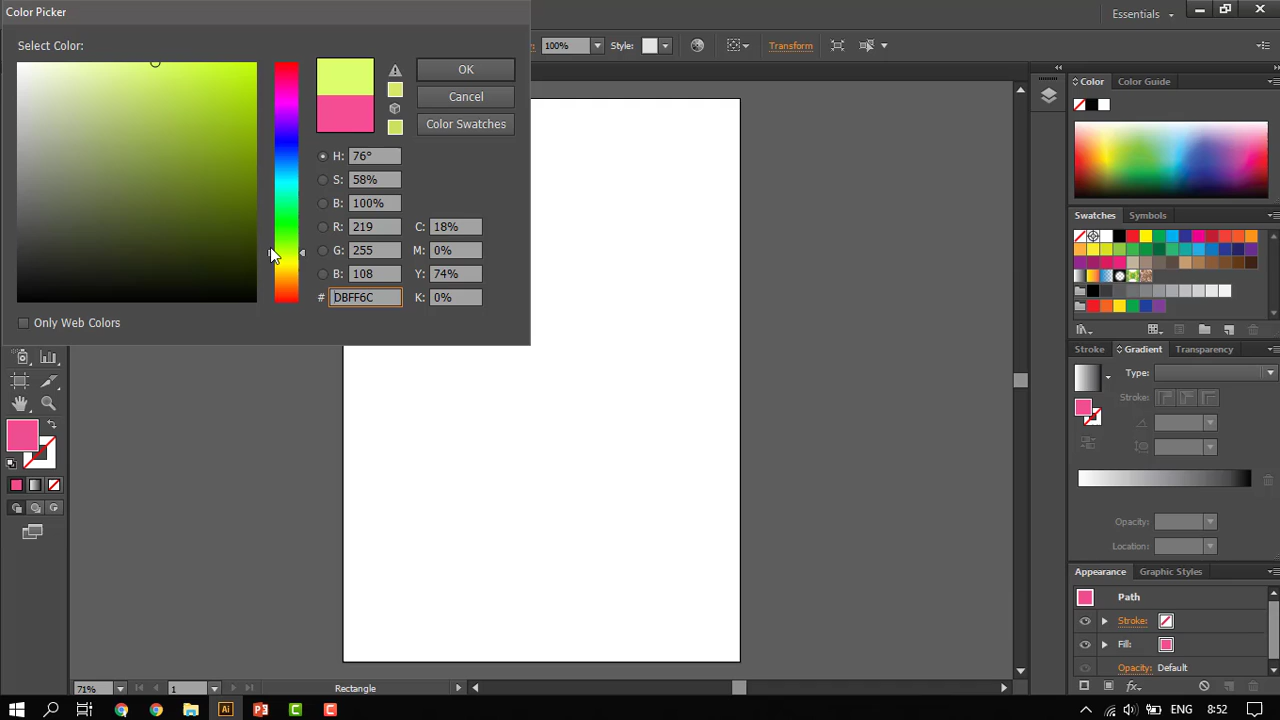 Color Picker
Essentials
Select Color:
OK
Cancel
Color Swatches
100%
Style:
Transform
H: 76°
S: 58%
B: 100%
R: 219
G: 255
B: 108
# DBFF6C
C: 18%
M: 0%
Y: 74%
K: 0%
Only Web Colors
Color
Color Guide
Swatches
Symbols
Stroke
Gradient
Transparency
Type:
Stroke:
Opacity:
Location:
Appearance
Graphic Styles
Path
Stroke:
Fill:
Opacity: Default
fx
71%
1
Rectangle
Ai
ENG
8:52